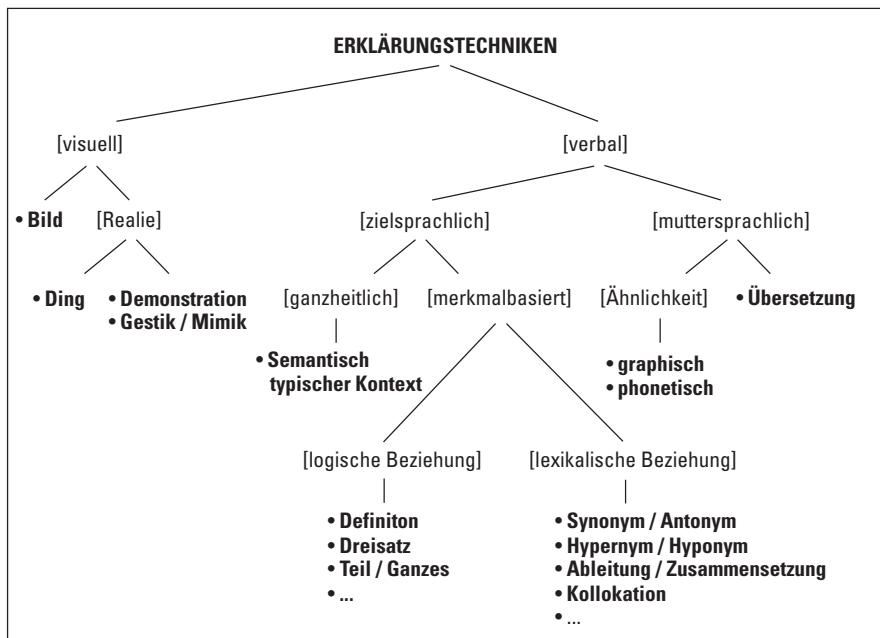 ERKLÄRUNGSTECHNIKEN
[visuell]
[verbal]
• Bild
[Realie]
[zielsprachlich]
[muttersprachlich]
• Ding
• Demonstration
• Gestik / Mimik
[ganzheitlich]
[merkmalbasiert]
[Ähnlichkeit]
• Übersetzung
• Semantisch
typischer Kontext
• graphisch
• phonetisch
[logische Beziehung]
[lexikalische Beziehung]
• Definiton
• Dreisatz
• Teil / Ganzes
• ...
• Synonym / Antonym
• Hypernym / Hyponym
• Ableitung / Zusammensetzung
• Kollokation
• ...